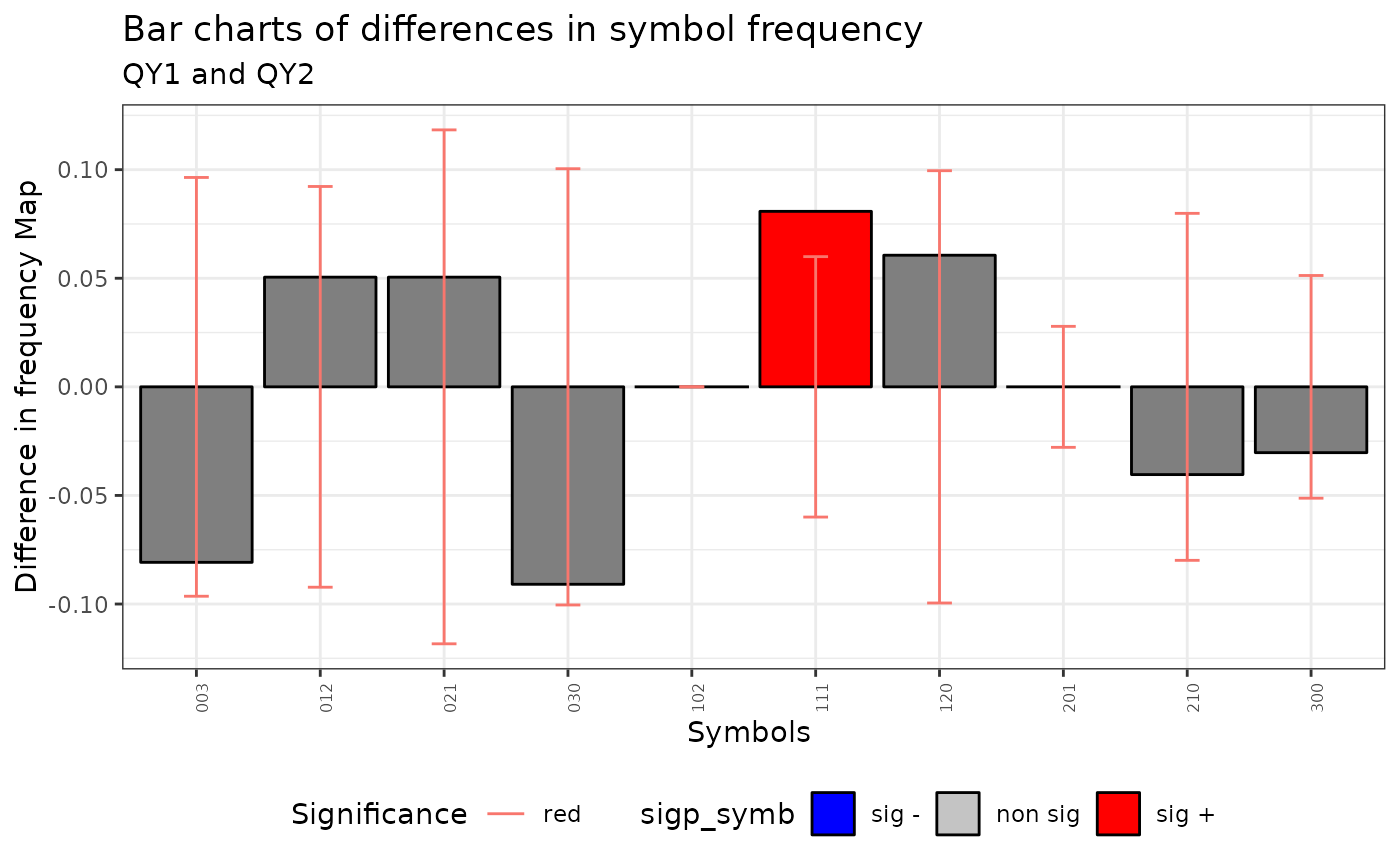 Bar charts of differences in symbol frequency
QY1 and QY2
Difference in frequency Map
0.10
0.05
0.00
-0.05
-0.10
003 012 021 030 102 111 120 201 210 300
Symbols
Significance red sigp_symb sig - non sig sig +